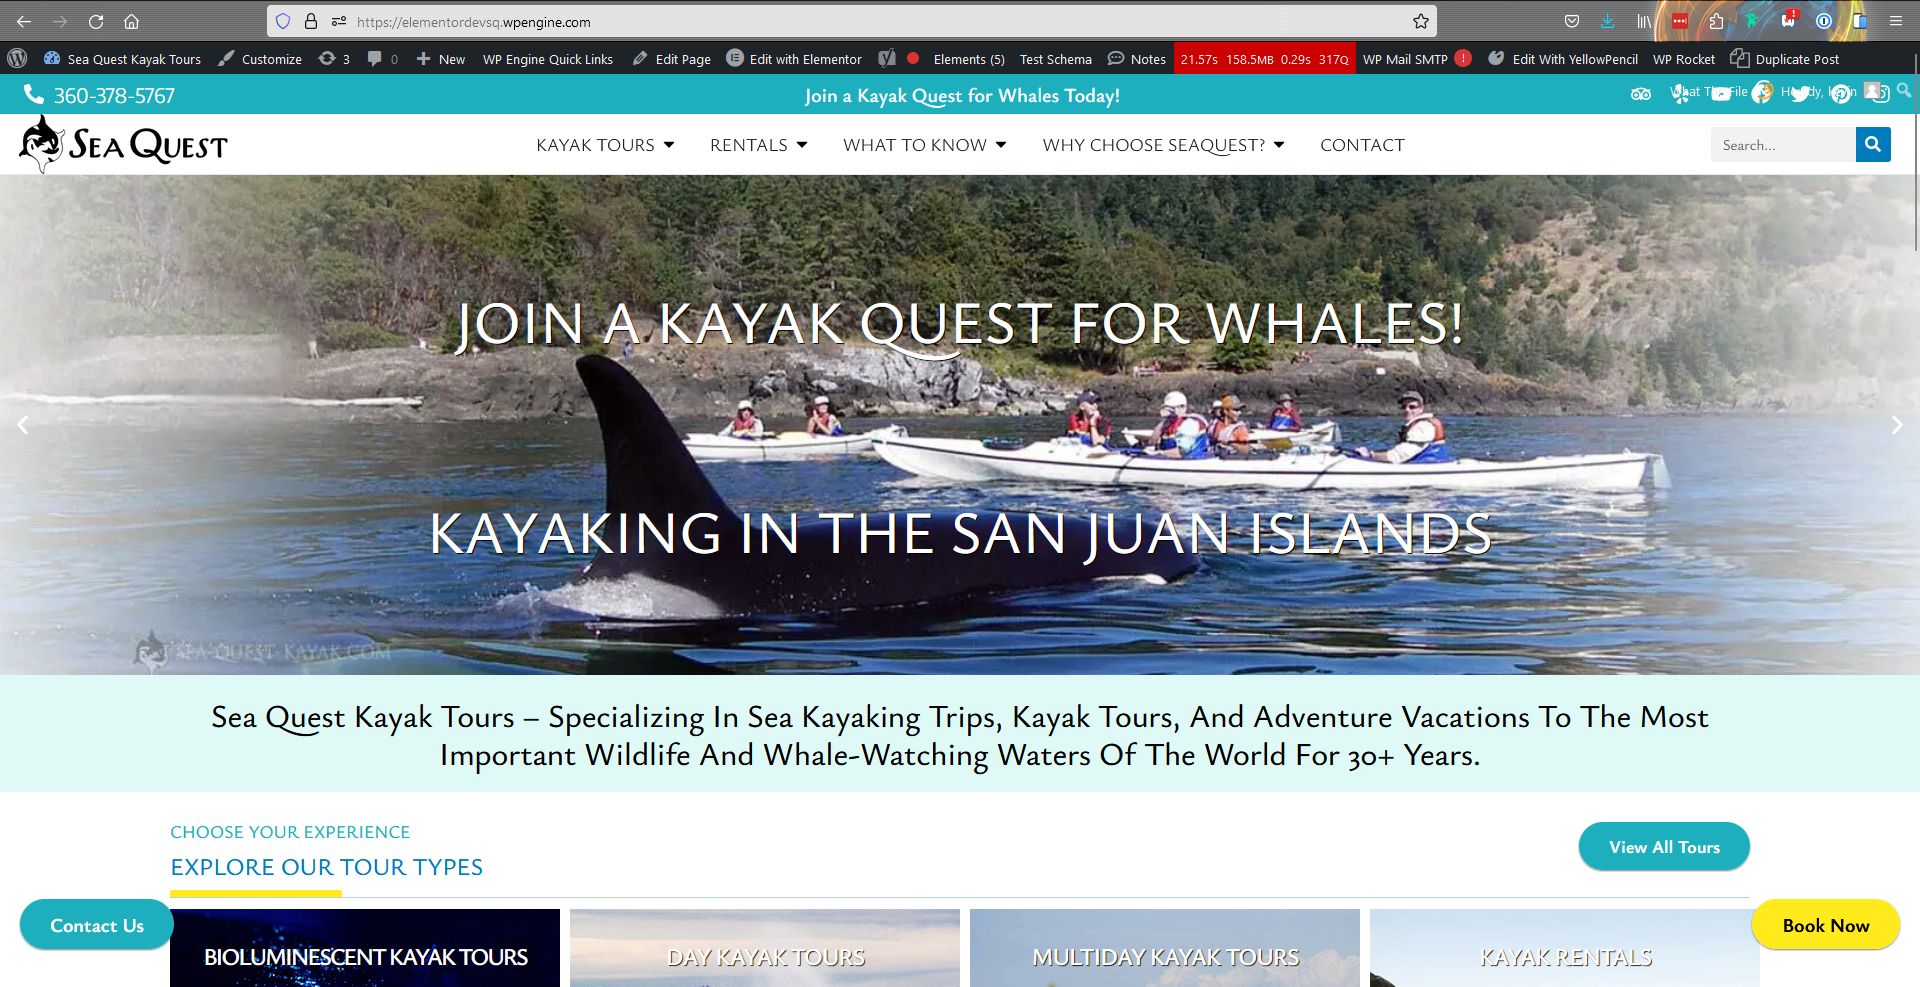 https://elementordevsq.wpengine.com
Sea Quest Kayak Tours Customize 3 0 New WP Engine Quick Links Edit Page Edit with Elementor Elements (5) Test Schema Notes 21.57s 158.5MB 0.29s 317Q WP Mail SMTP ! Edit With YellowPencil WP Rocket Duplicate Post
360-378-5767 Join a Kayak Quest for Whales Today! What The File Howdy,
SEA QUEST KAYAK TOURS RENTALS WHAT TO KNOW WHY CHOOSE SEAQUEST? CONTACT Search...
JOIN A KAYAK QUEST FOR WHALES!
KAYAKING IN THE SAN JUAN ISLANDS
SEA-QUEST-KAYAK.COM
Sea Quest Kayak Tours – Specializing In Sea Kayaking Trips, Kayak Tours, And Adventure Vacations To The Most
Important Wildlife And Whale-Watching Waters Of The World For 30+ Years.
CHOOSE YOUR EXPERIENCE
EXPLORE OUR TOUR TYPES
View All Tours
Contact Us
Book Now
BIOLUMINESCENT KAYAK TOURS DAY KAYAK TOURS MULTIDAY KAYAK TOURS KAYAK RENTALS